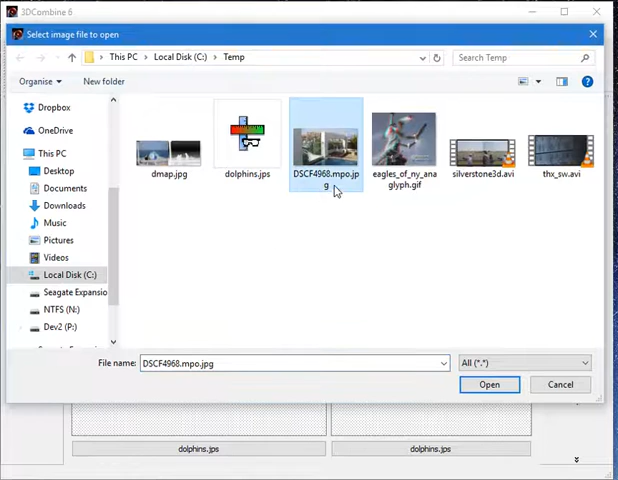 3DCombine 6
Select image file to open
This PC
Local Disk (C:)
Temp
Search Temp
Organise
New folder
Dropbox
OneDrive
This PC
Desktop
Documents
Downloads
Music
Pictures
Videos
Local Disk (C:)
Seagate Expansio
NTFS (N:)
Dev2 (P:)
dmap.jpg
dolphins.jps
DSCF4968.mpo.jp
g
eagles_of_ny_ana
glyph.gif
silverstone3d.avi
thx_sw.avi
File name:
DSCF4968.mpo.jpg
All (*.*)
Open
Cancel
dolphins.jps
dolphins.jps